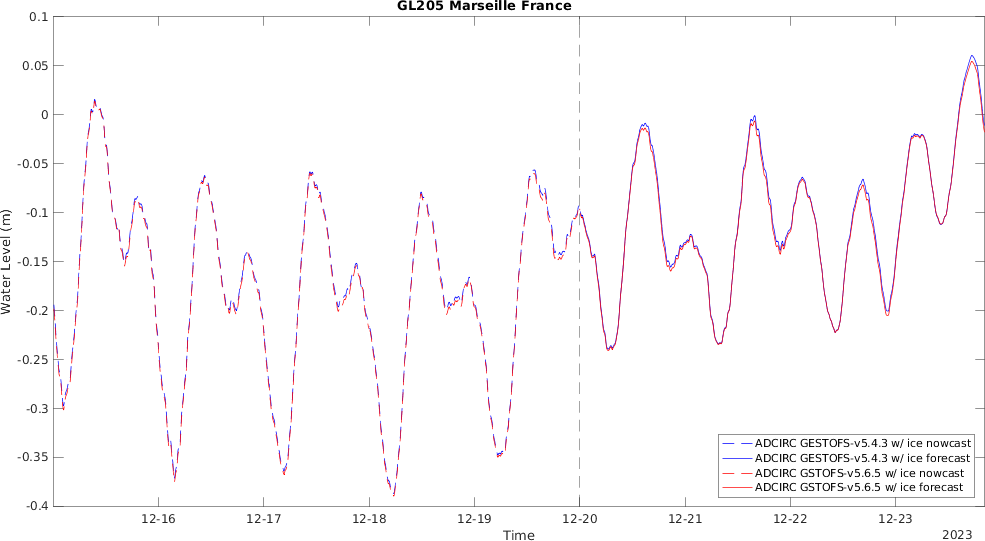 GL205 Marseille France
0.1
0.05
0
-0.05
-0.1
-0.15
-0.2
-0.25
-0.3
-0.35
-0.4
Water Level (m)
12-16 12-17 12-18 12-19 12-20 12-21 12-22 12-23
Time
2023
ADCIRC GESTOFS-v5.4.3 w/ ice nowcast
ADCIRC GESTOFS-v5.4.3 w/ ice forecast
ADCIRC GSTOFS-v5.6.5 w/ ice nowcast
ADCIRC GSTOFS-v5.6.5 w/ ice forecast